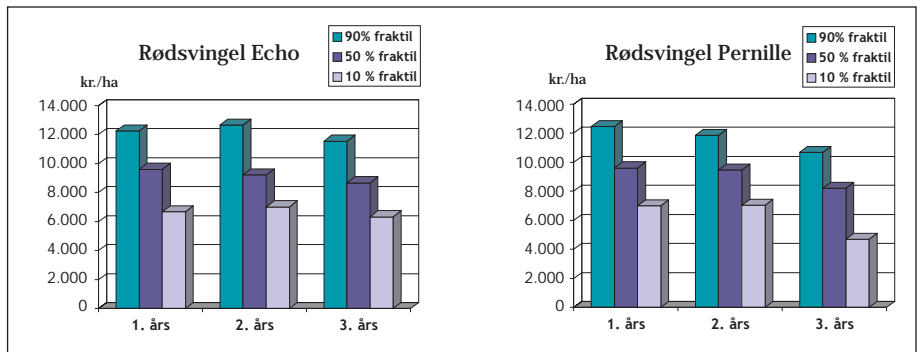 Rødsvingel Echo
90% fraktil
50 % fraktil
10 % fraktil
kr./ha
14.000
12.000
10.000
8.000
6.000
4.000
2.000
0
1. års
2. års
3. års
Rødsvingel Pernille
90% fraktil
50 % fraktil
10 % fraktil
kr./ha
14.000
12.000
10.000
8.000
6.000
4.000
2.000
0
1. års
2. års
3. års